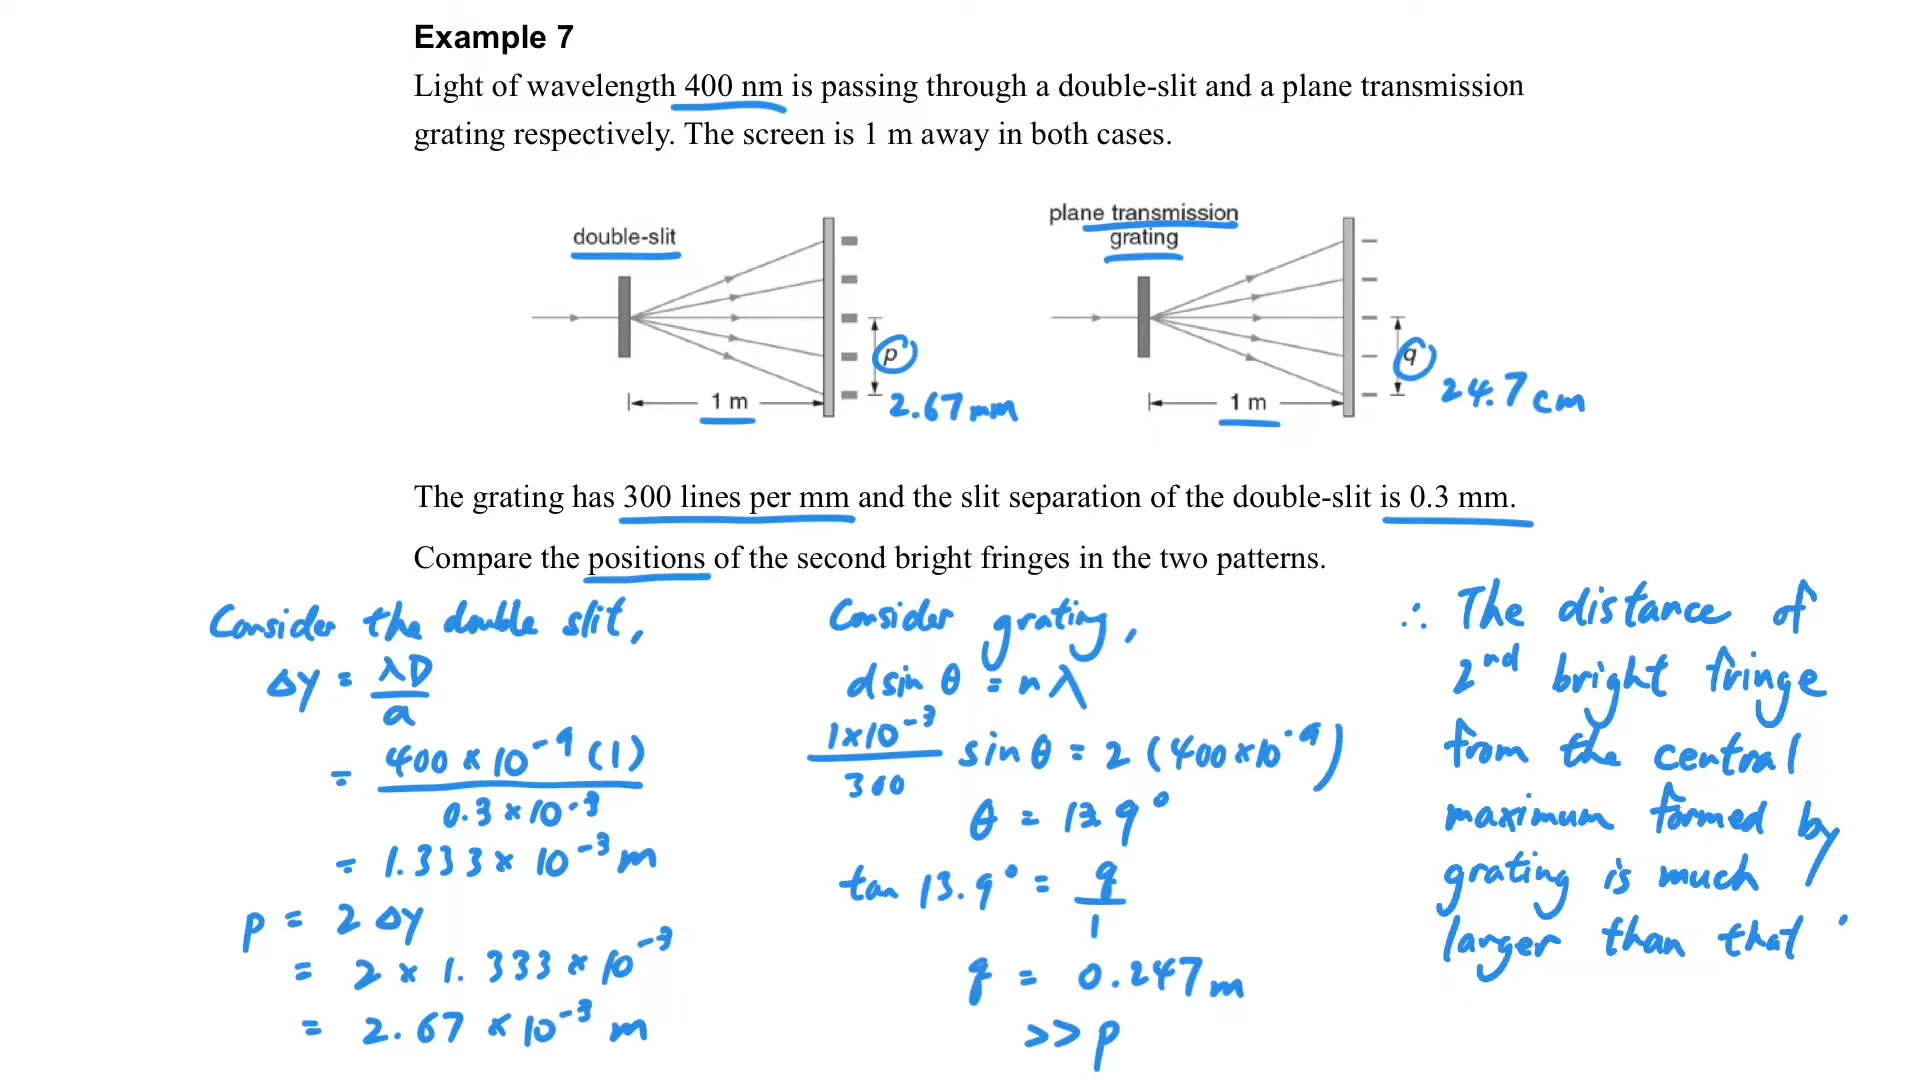 Example 7
Light of wavelength 400 nm is passing through a double-slit and a plane transmission
grating respectively. The screen is 1 m away in both cases.
double-slit
p
1 m
2.67 mm
plane transmission
grating
q
1 m
24.7 cm
The grating has 300 lines per mm and the slit separation of the double-slit is 0.3 mm.
Compare the positions of the second bright fringes in the two patterns.
Consider the double slit,
Δy = λD / a
= 400 × 10⁻⁹ (1) / 0.3 × 10⁻³
= 1.333 × 10⁻³ m
p = 2 Δy
= 2 × 1.333 × 10⁻³
= 2.67 × 10⁻³ m
Consider grating,
d sin θ = n λ
1×10⁻³ / 300 sin θ = 2 (400×10⁻⁹)
θ = 13.9°
tan 13.9° = q / 1
q = 0.247 m
>> p
∴ The distance of
2nd bright fringe
from the central
maximum formed by
grating is much
larger than that